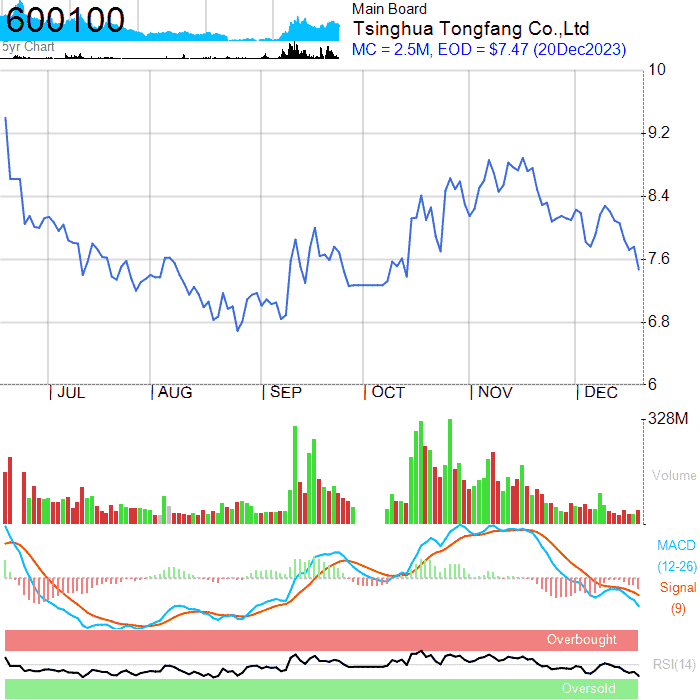 600100
5yr Chart
Main Board
Tsinghua Tongfang Co.,Ltd
MC = 2.5M, EOD = $7.47 (20Dec2023)
10
9.2
8.4
7.6
6.8
6
JUL AUG SEP OCT NOV DEC
328M
Volume
MACD
(12-26)
Signal
(9)
Overbought
RSI(14)
Oversold